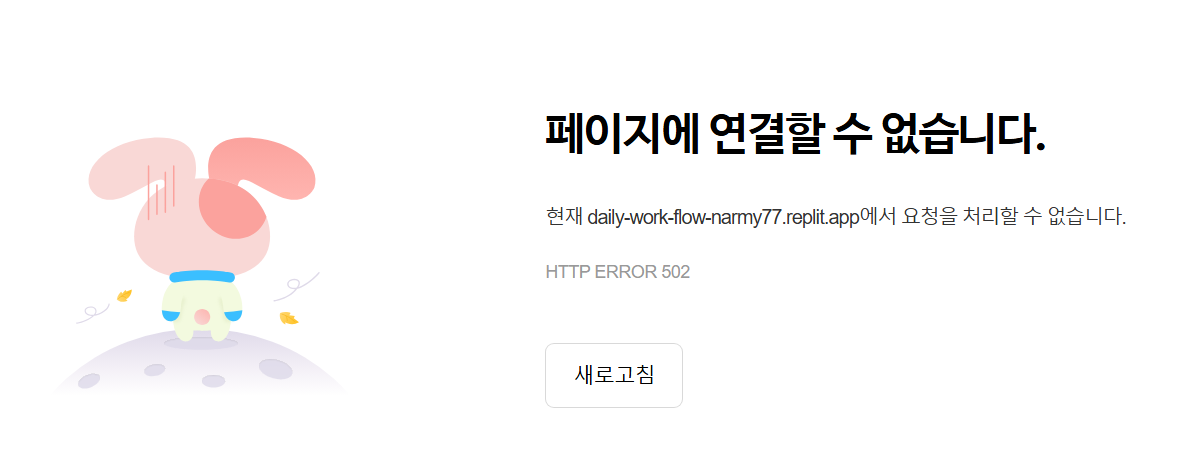 페이지에 연결할 수 없습니다.
현재 daily-work-flow-narmy77.replit.app에서 요청을 처리할 수 없습니다.
HTTP ERROR 502
새로고침